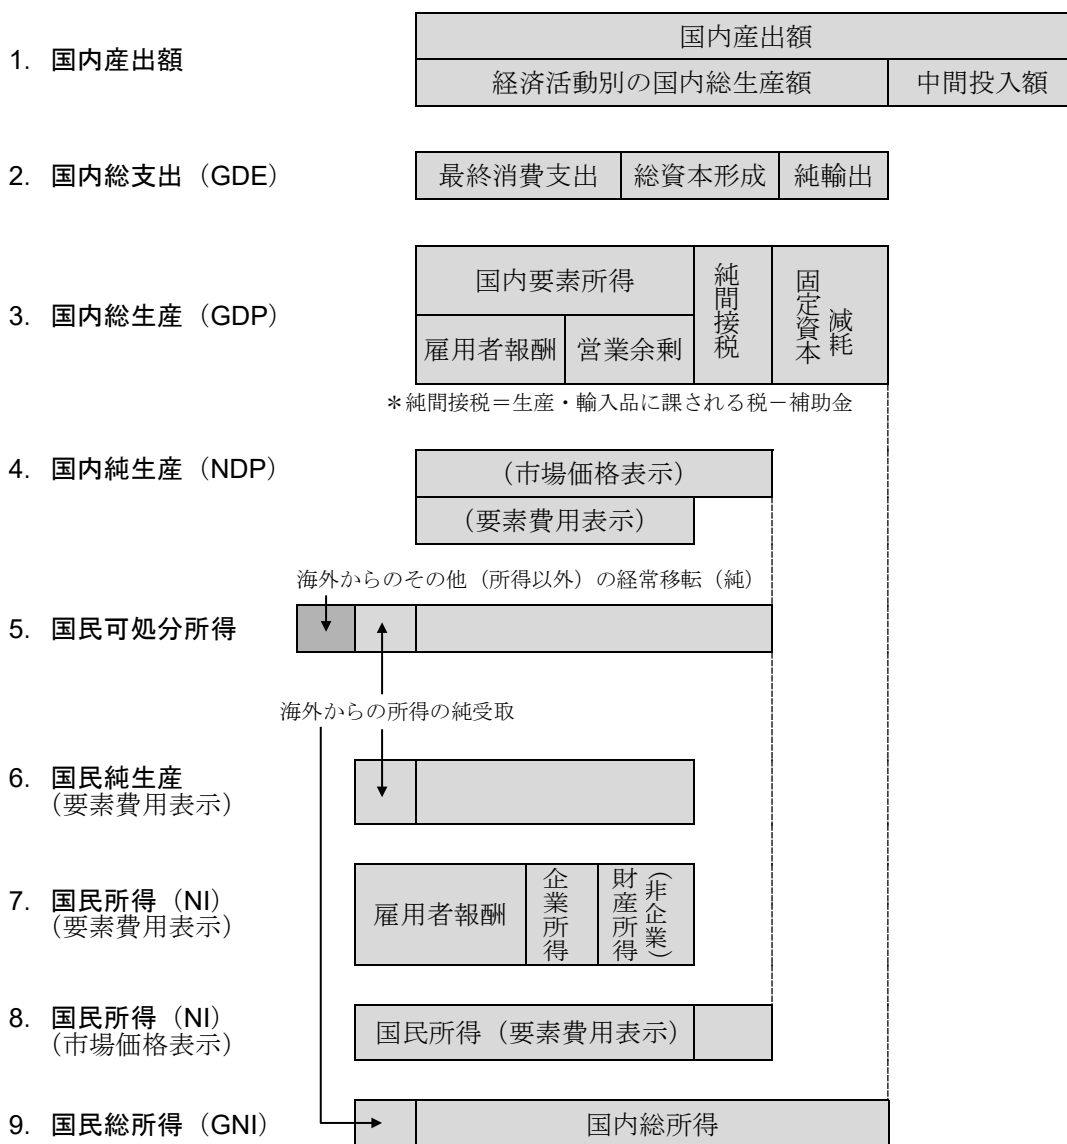 1. 国内産出額
国内産出額
経済活動別の国内総生産額
中間投入額
2. 国内総支出（GDE）
最終消費支出
総資本形成
純輸出
3. 国内総生産（GDP）
国内要素所得
雇用者報酬
営業余剰
純間接税
固定資本
減耗
＊純間接税＝生産・輸入品に課される税－補助金
4. 国内純生産（NDP）
（市場価格表示）
（要素費用表示）
海外からのその他（所得以外）の経常移転（純）
5. 国民可処分所得
海外からの所得の純受取
6. 国民純生産
（要素費用表示）
7. 国民所得（NI）
（要素費用表示）
雇用者報酬
企業所得
財産所得
（非企業）
8. 国民所得（NI）
（市場価格表示）
国民所得（要素費用表示）
9. 国民総所得（GNI）
国内総所得